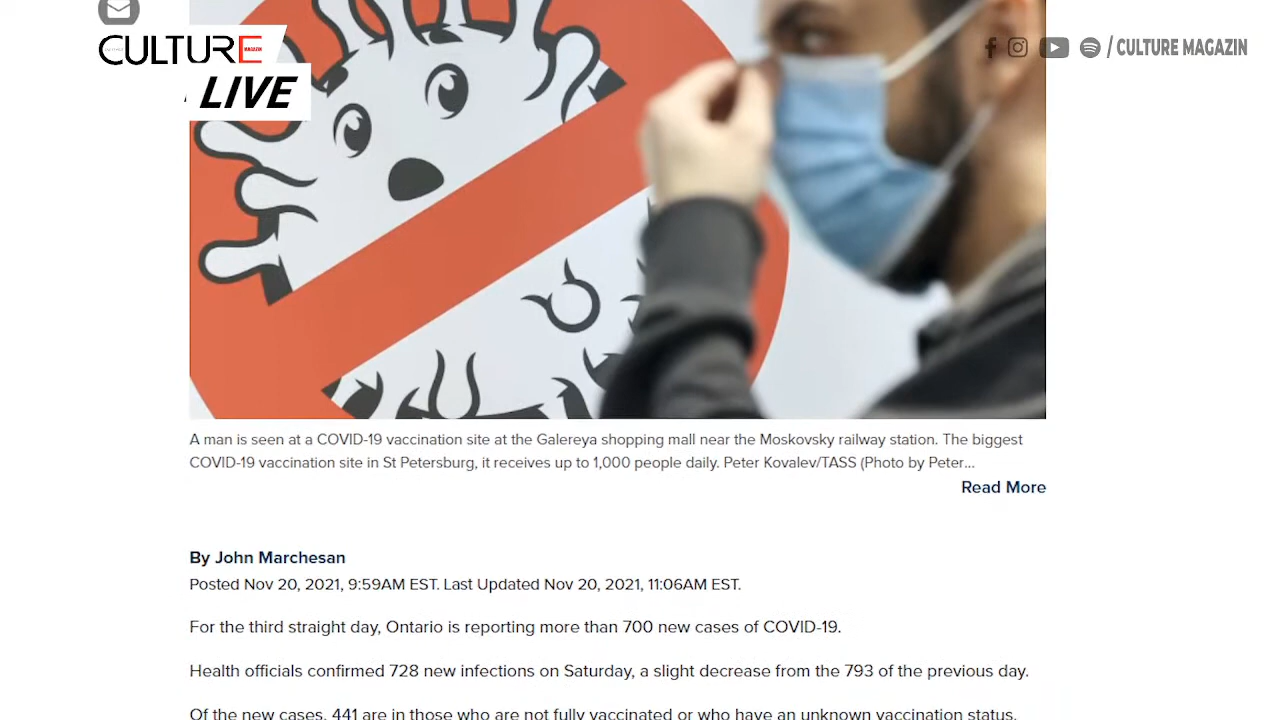 CULTURE
MAGAZIN
LIVE
/ CULTURE MAGAZIN
A man is seen at a COVID-19 vaccination site at the Galereya shopping mall near the Moskovsky railway station. The biggest
COVID-19 vaccination site in St Petersburg, it receives up to 1,000 people daily. Peter Kovalev/TASS (Photo by Peter...
Read More
By John Marchesan
Posted Nov 20, 2021, 9:59AM EST. Last Updated Nov 20, 2021, 11:06AM EST.
For the third straight day, Ontario is reporting more than 700 new cases of COVID-19.
Health officials confirmed 728 new infections on Saturday, a slight decrease from the 793 of the previous day.
Of the new cases, 441 are in those who are not fully vaccinated or who have an unknown vaccination status.